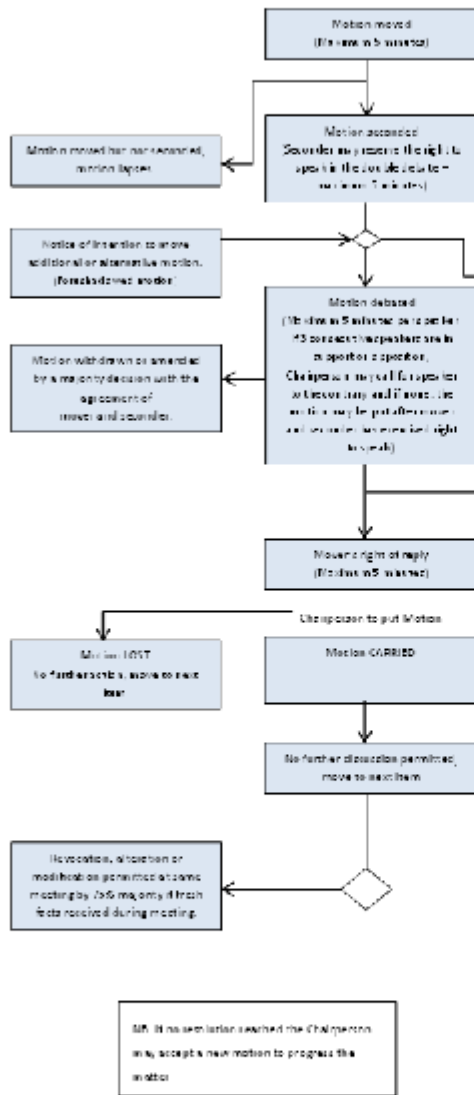 Motion moved
(Maximum 5 minutes)
Motion moved but not seconded,
motion lapses
Motion seconded
(Seconder may reserve the right to
speak in the double debate –
maximum 5 minutes)
Notice of intention to move
additional or alternative motion.
(Foreshadowed motion)
Motion debated
(Maximum 5 minutes per speaker.
If 3 consecutive speakers are in
support or opposition,
Chairperson may call for speaker
to the contrary and if none, the
motion may be put after mover
and seconder have exercised right
to speak)
Motion withdrawn or amended
by a majority decision with the
agreement of
mover and seconder.
Mover's right of reply
(Maximum 5 minutes)
Chairperson to put Motion
Motion LOST
No further action, move to next
item
Motion CARRIED
No further discussion permitted,
move to next item
Revocation, alteration or
modification permitted at same
meeting by 75% majority if fresh
facts received during meeting.
NB: If no resolution reached the Chairperson
may accept a new motion to progress the
matter